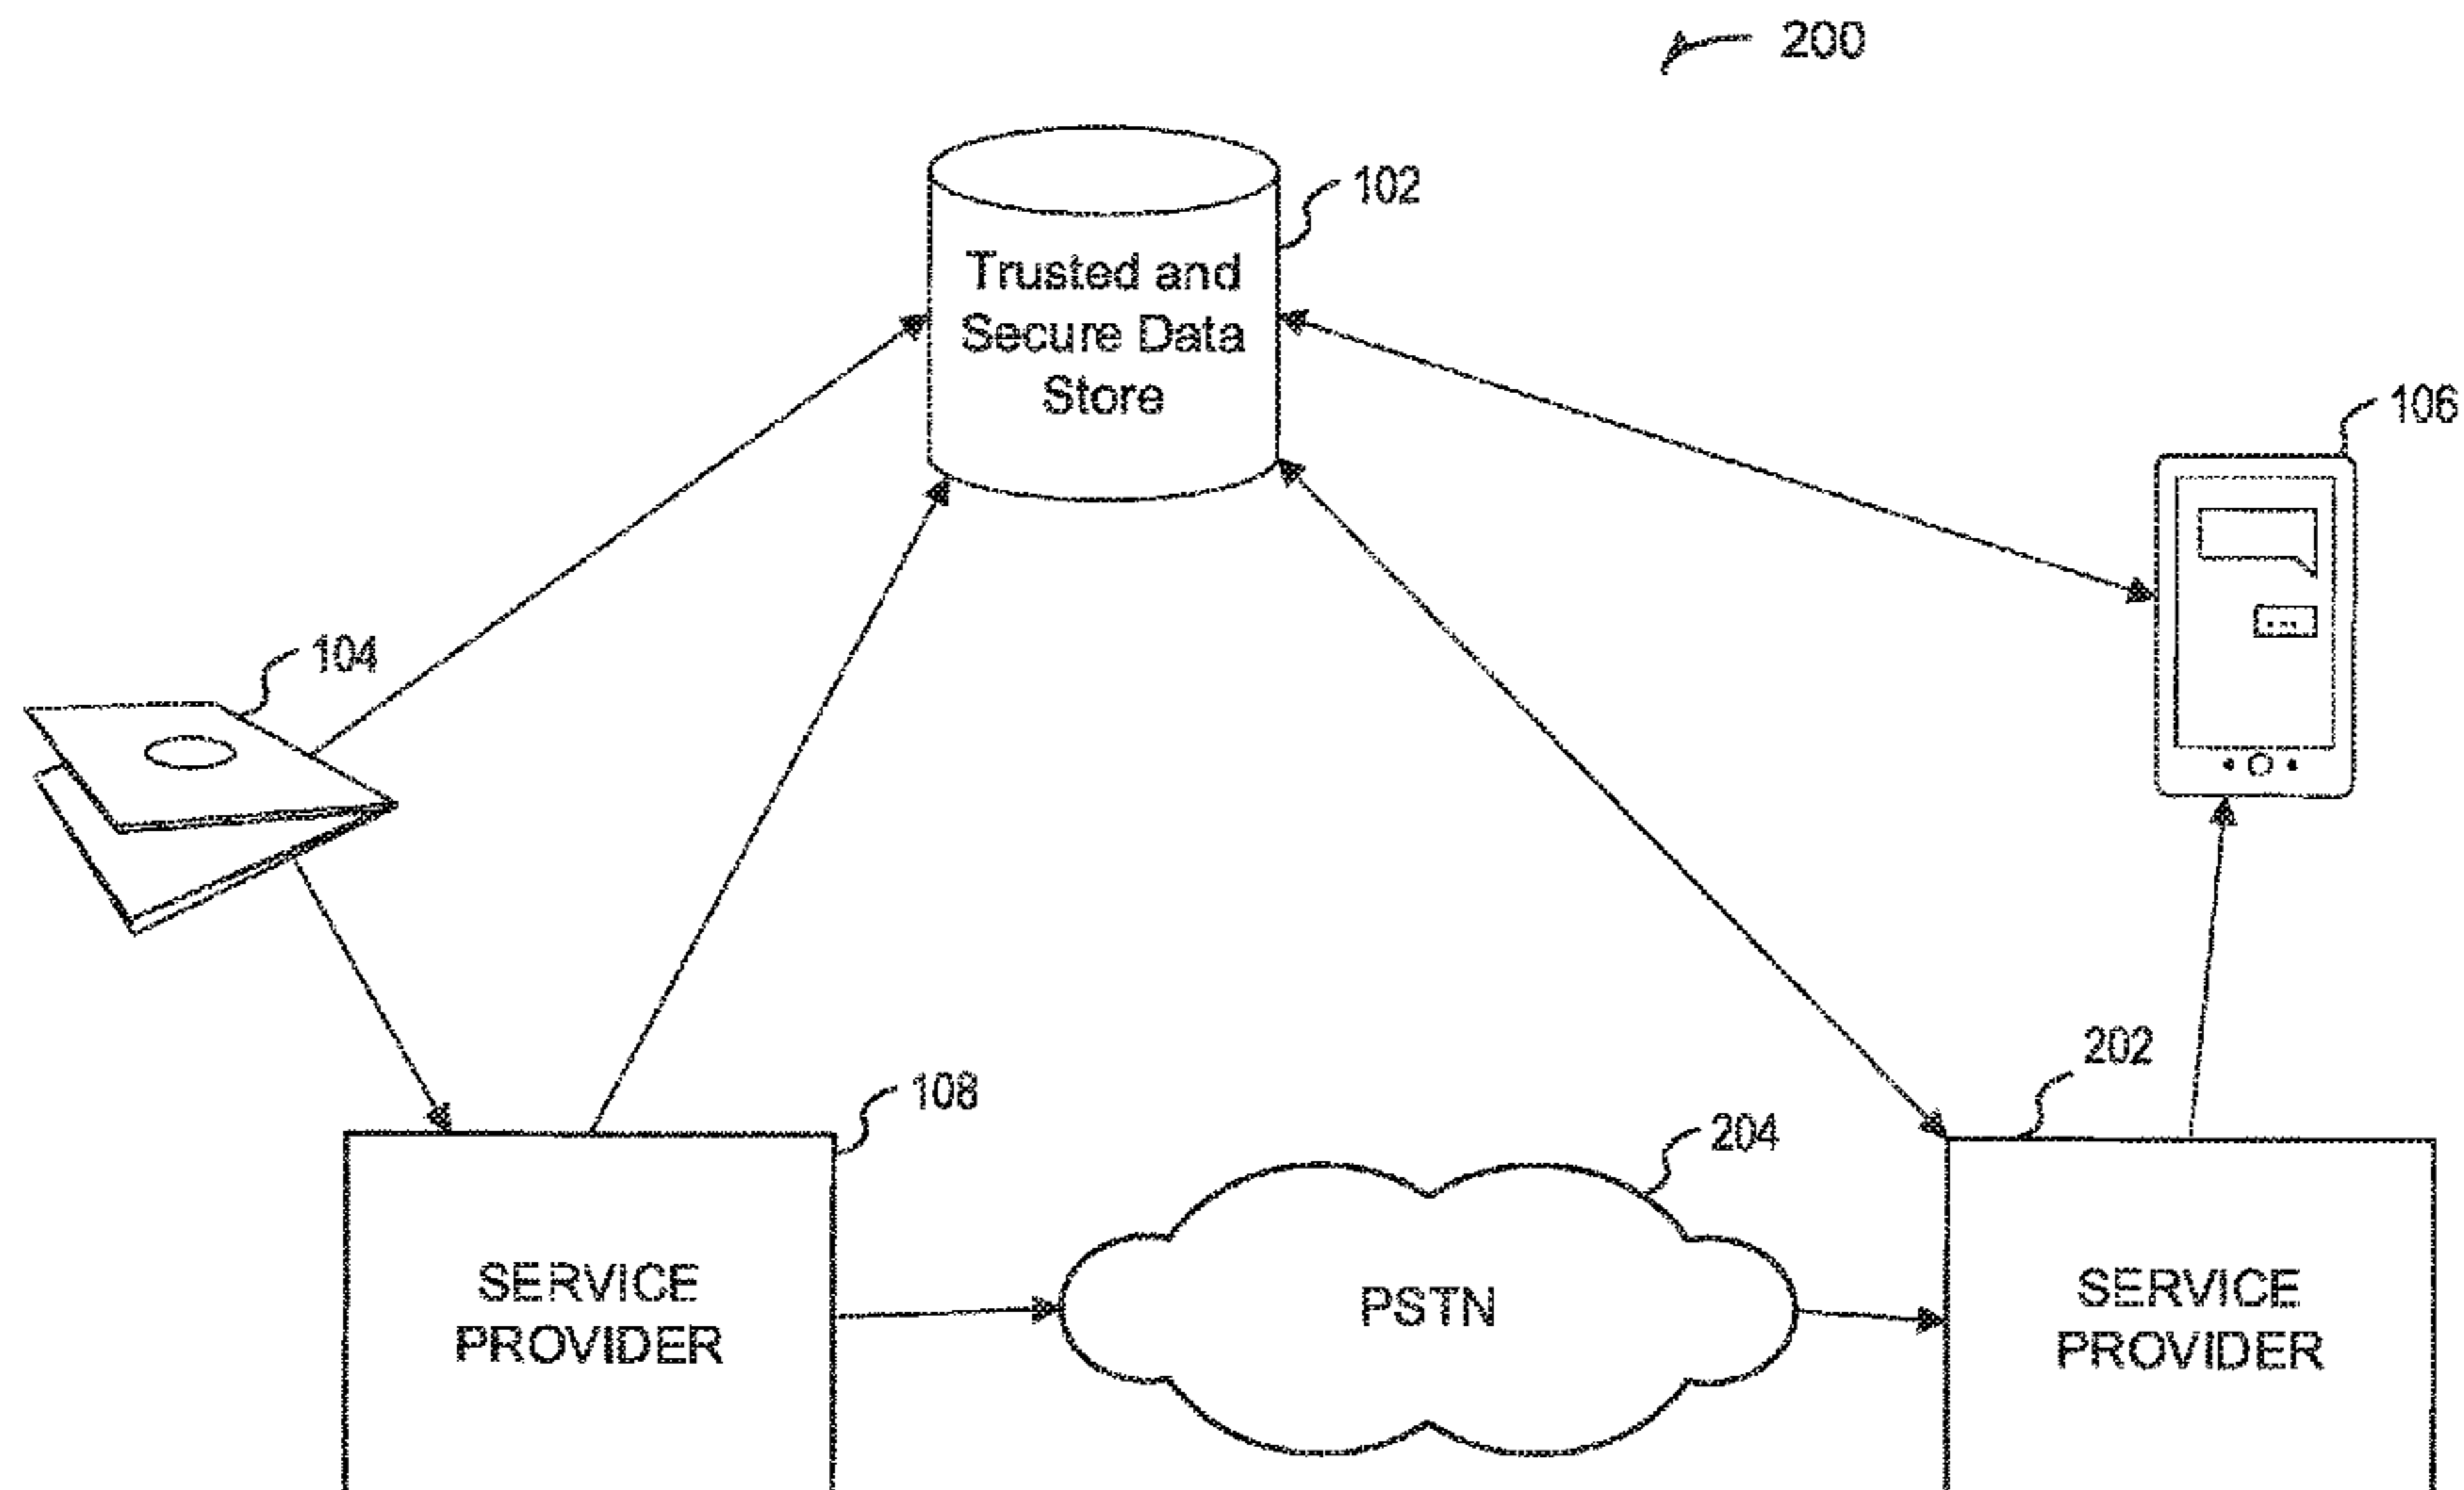 200
102
Trusted and
Secure Data
Store
106
104
202
108
204
SERVICE
PROVIDER
PSTN
SERVICE
PROVIDER